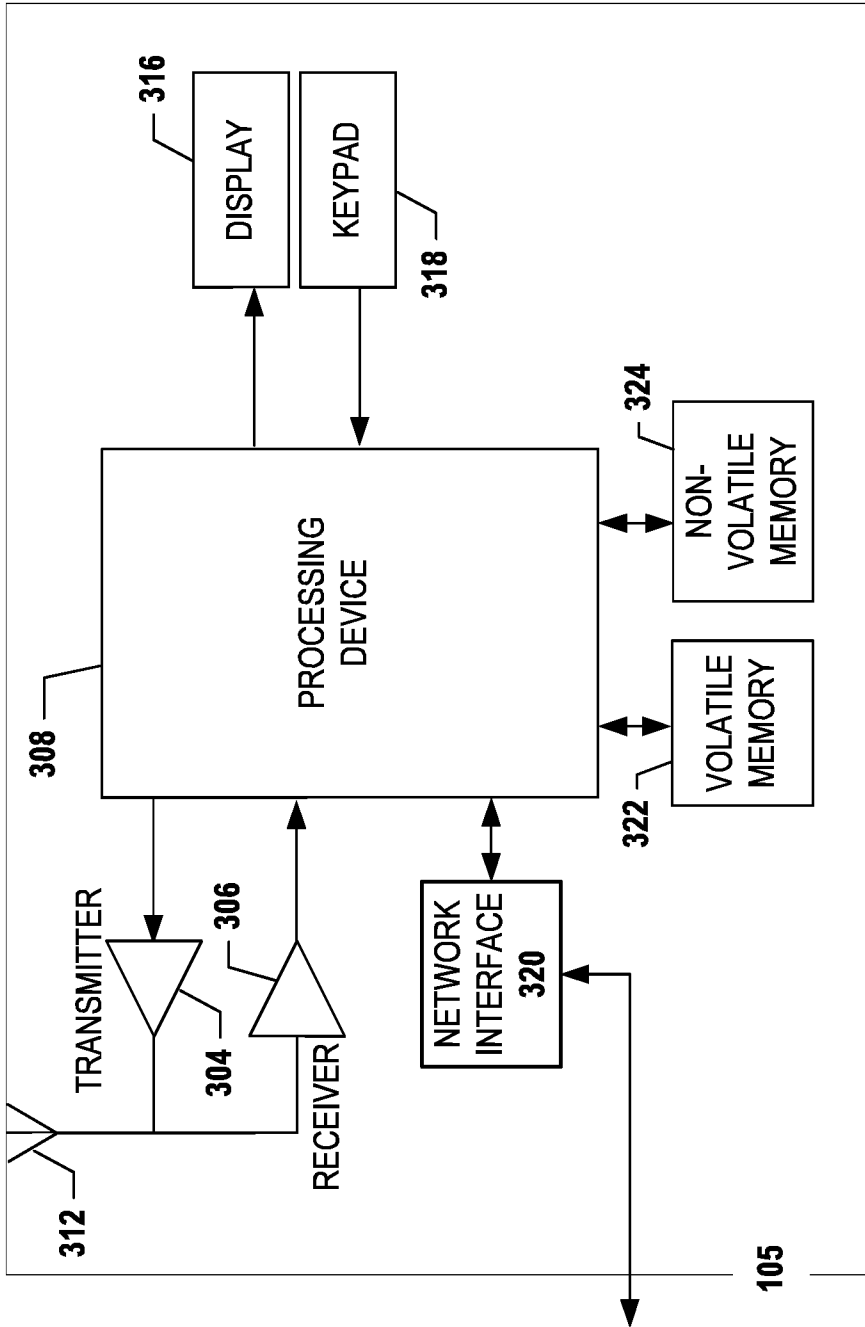 312
TRANSMITTER
304
306
RECEIVER
308
PROCESSING
DEVICE
316
DISPLAY
KEYPAD
318
NETWORK
INTERFACE
320
322
VOLATILE
MEMORY
324
NON-
VOLATILE
MEMORY
105